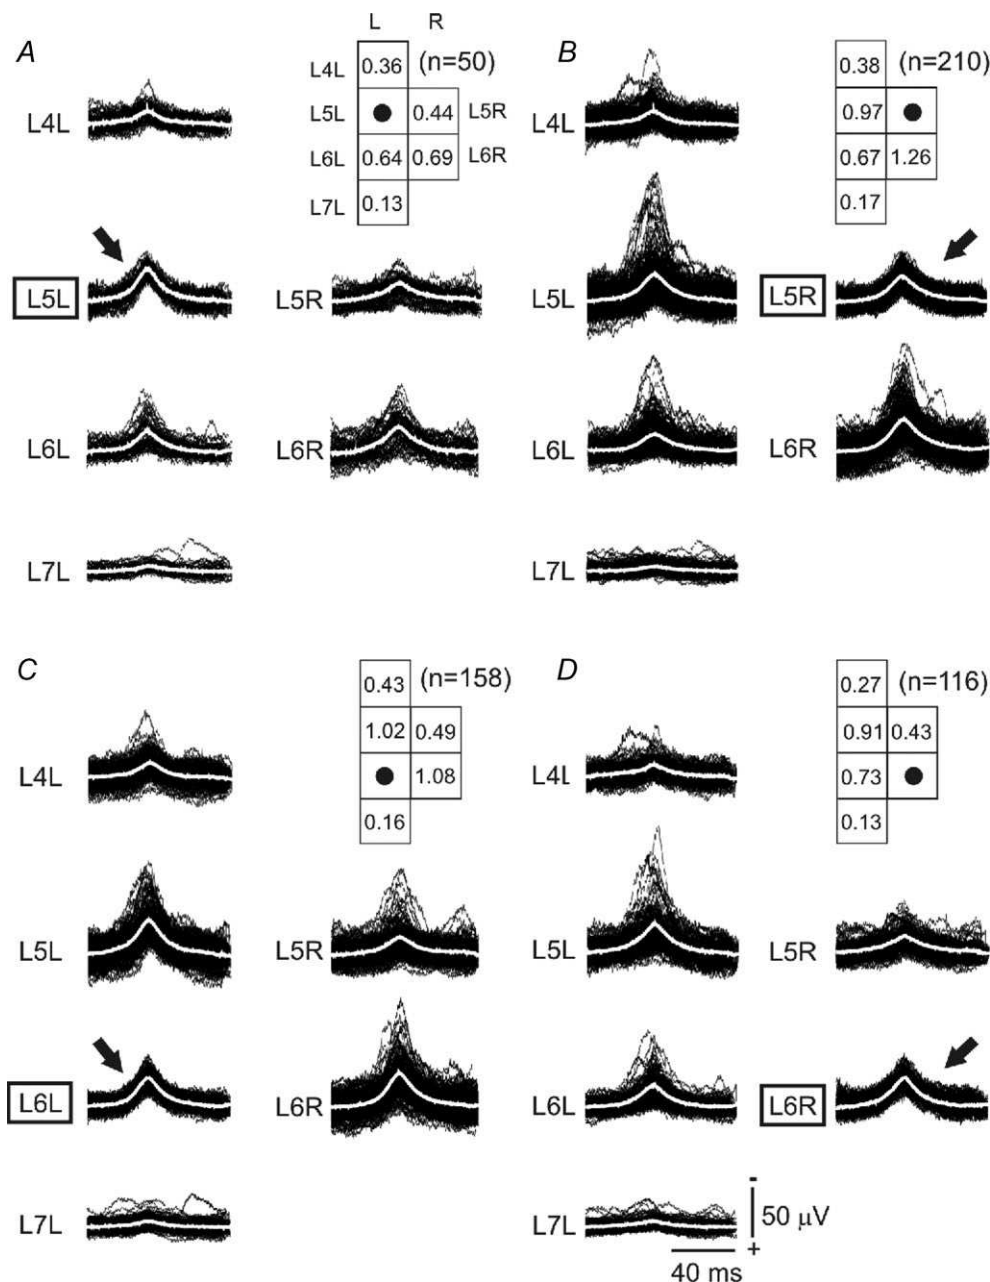 L R
A
L4L 0.36 (n=50)
L5L 0.44 L5R
L6L 0.64 0.69 L6R
L7L 0.13
L4L
L5L
L5R
L6L
L6R
L7L
B
0.38 (n=210)
0.97
0.67 1.26
0.17
L4L
L5L
L5R
L6L
L6R
L7L
C
0.43 (n=158)
1.02 0.49
1.08
0.16
L4L
L5L
L5R
L6L
L6R
L7L
D
0.27 (n=116)
0.91 0.43
0.73
0.13
L4L
L5L
L5R
L6L
L6R
L7L
-
50 µV
+
40 ms